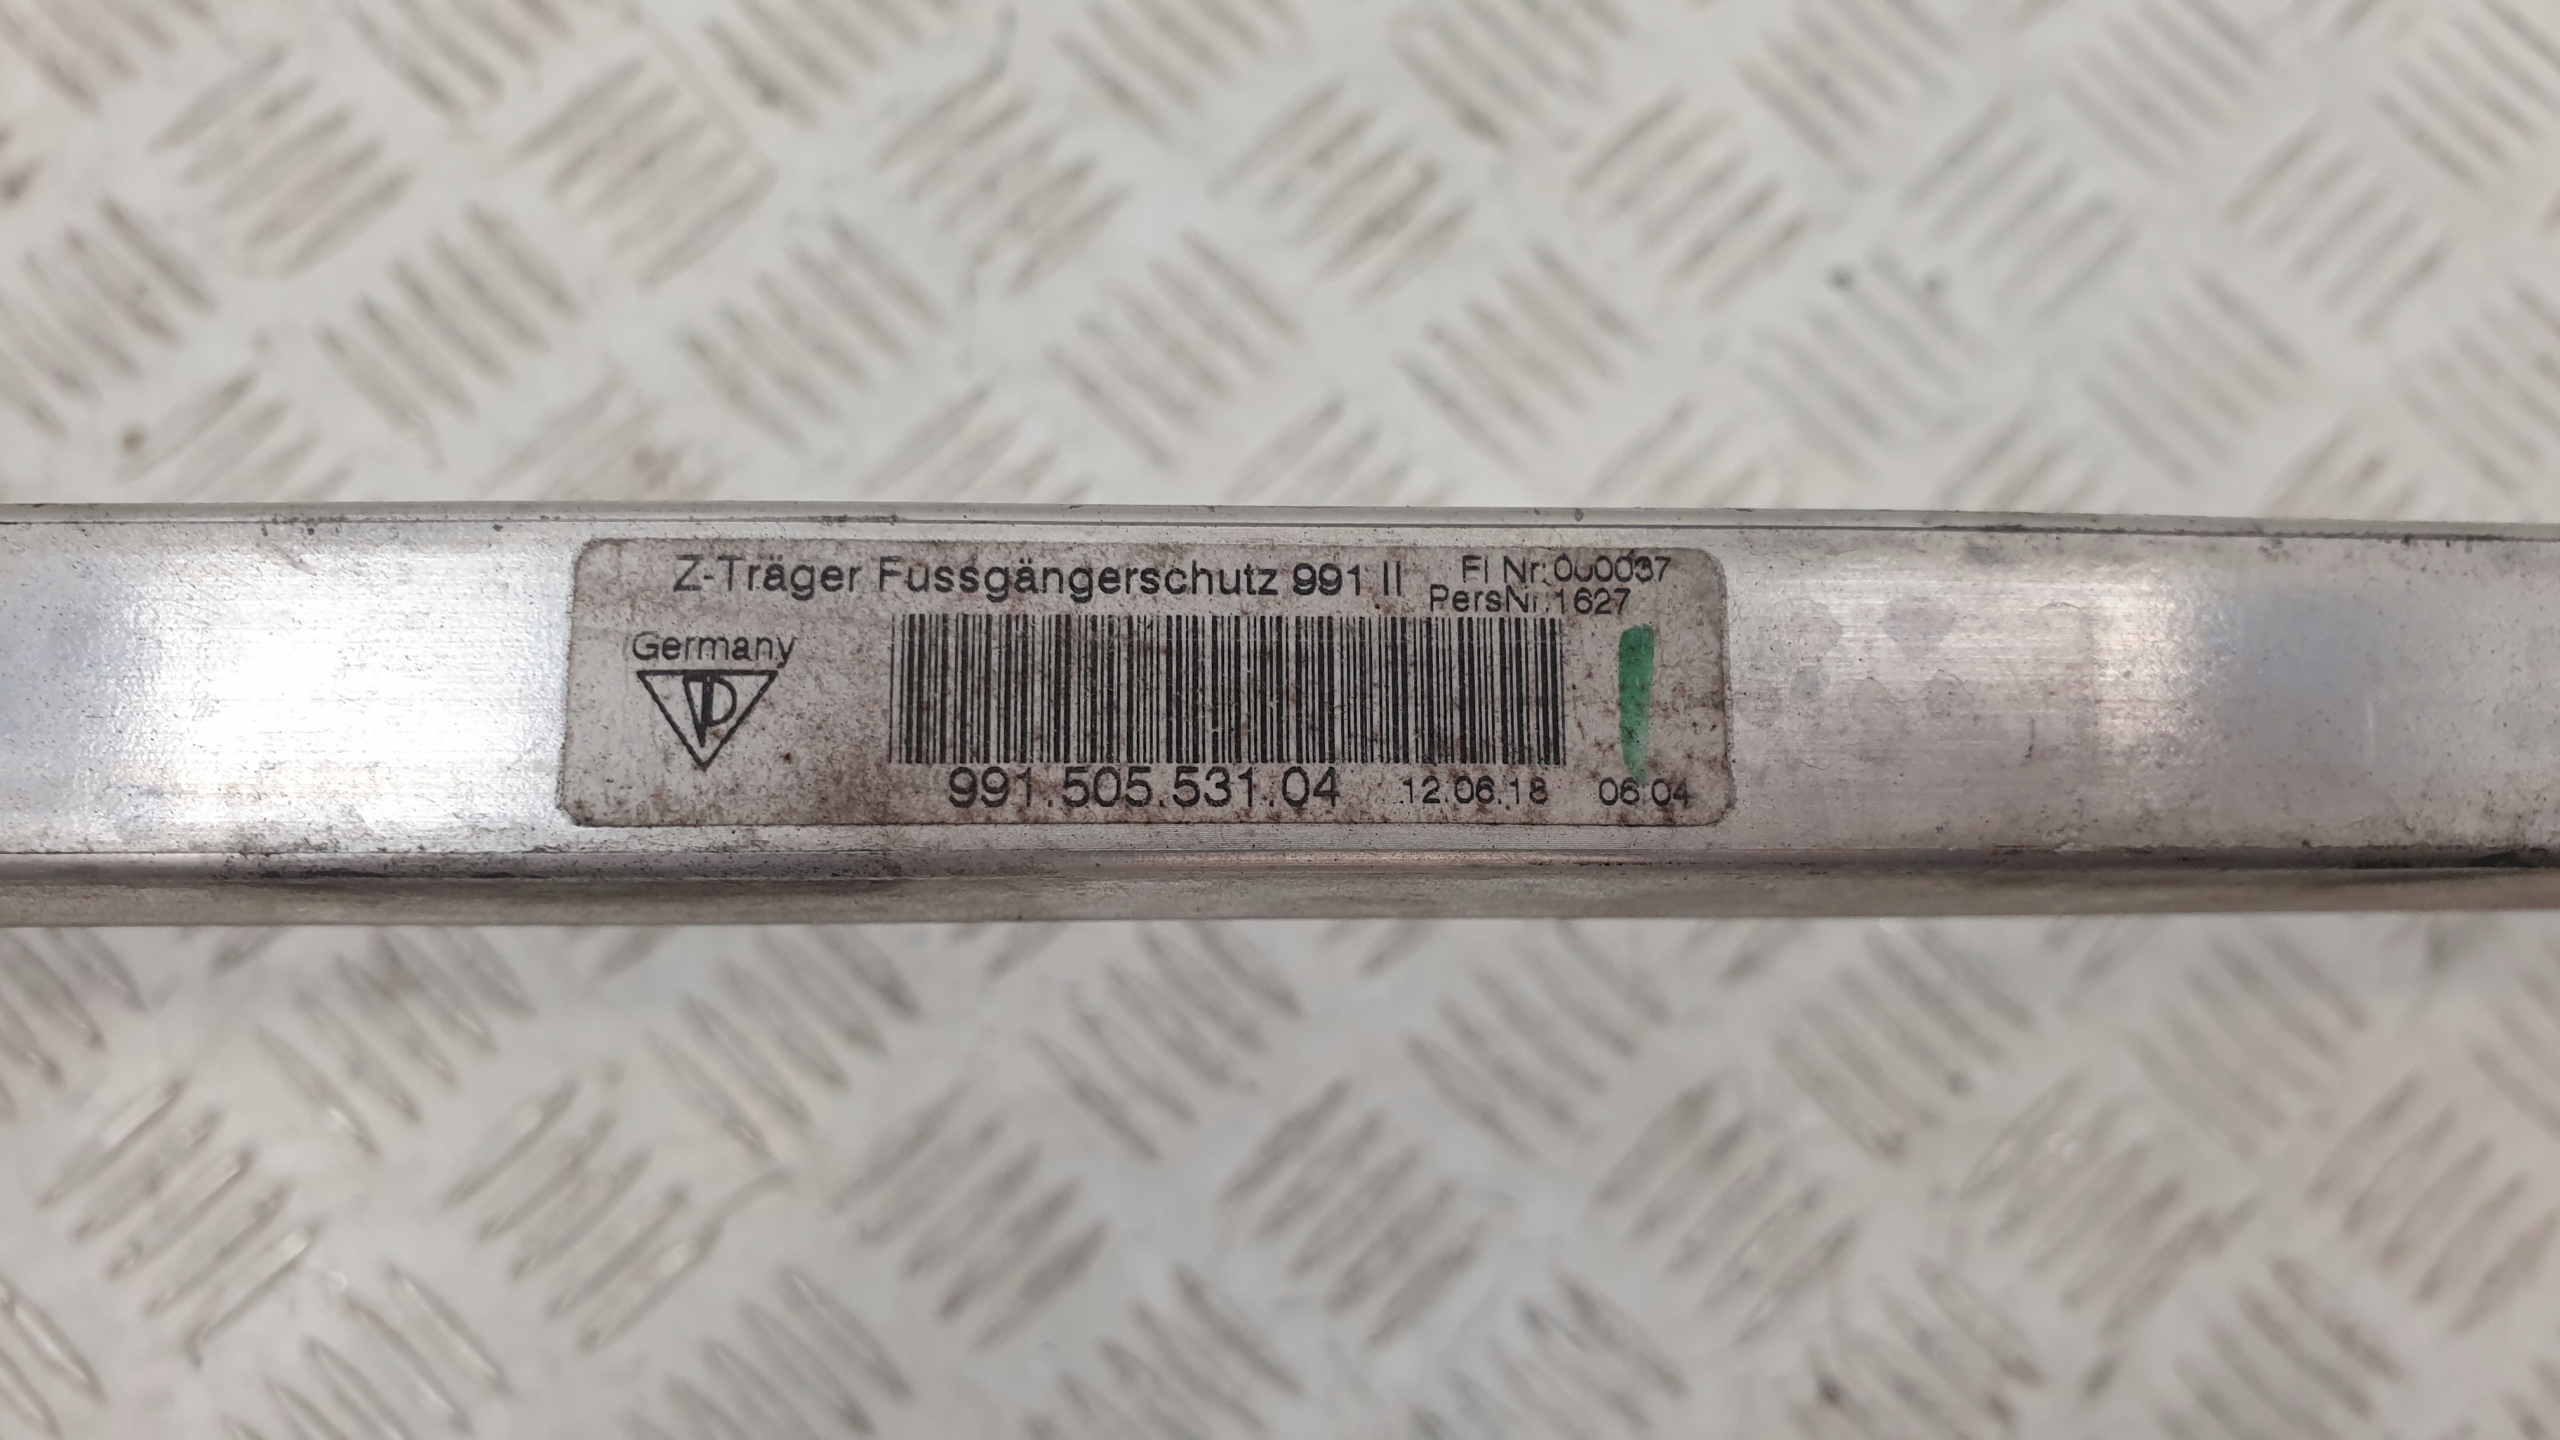 Z-Träger Fussgängerschutz 991 II
FI Nr.:000037
PersNr.:1627
Germany
991.505.531.04 12.06.18 06:04